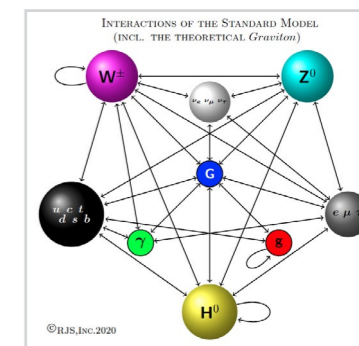 INTERACTIONS OF THE STANDARD MODEL
(INCL. THE THEORETICAL Graviton)
W±
Z⁰
νe νμ ντ
G
u c t
d s b
e μ τ
γ
g
H⁰
©RJS,INC.2020